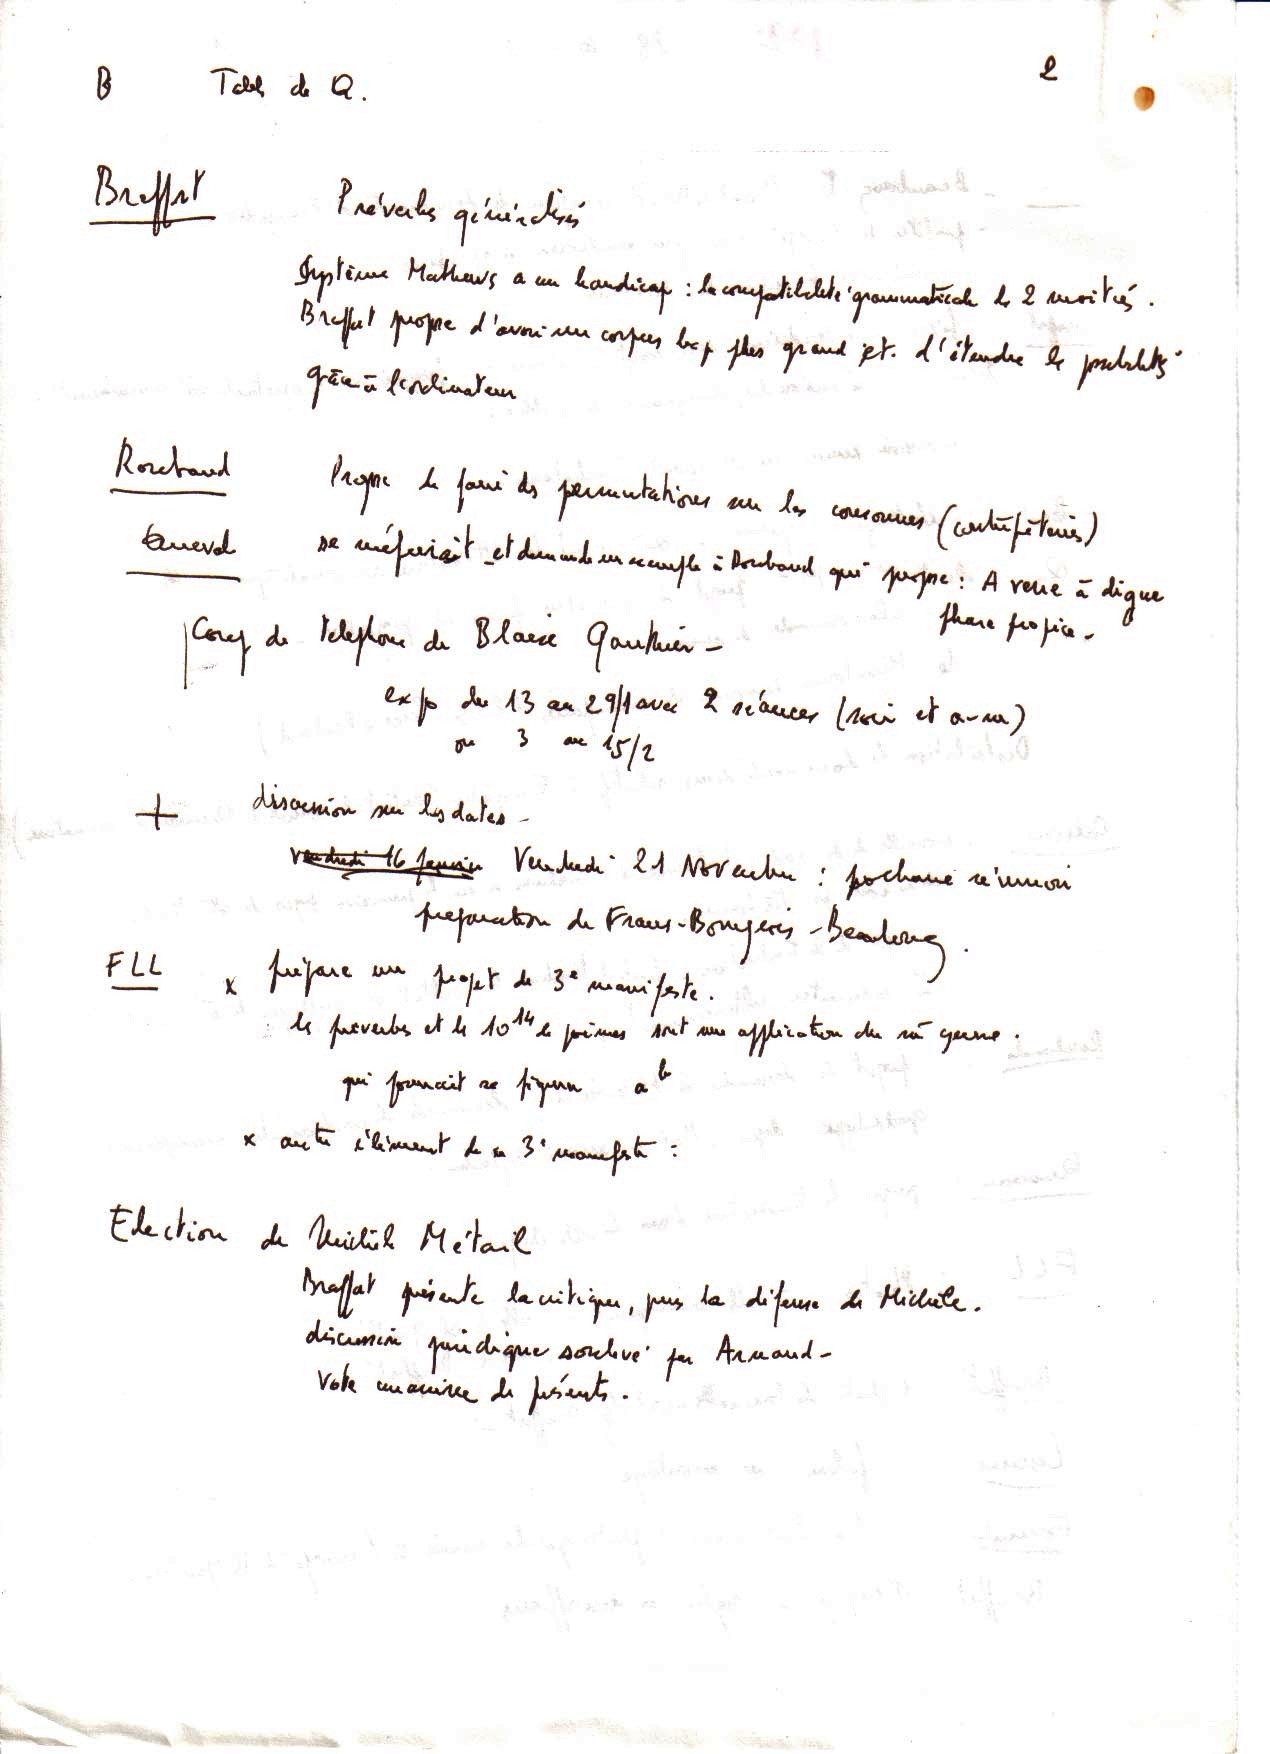 2
B Table de Q.
Braffort Proverbes généralisés
Système Mathews a un handicap : la compatibilité grammaticale des 2 moitiés.
Braffort propose d'avoir un corpus bcp plus grand et d'étendre les possibilités
grâce à l'ordinateur
Roubaud Propose de faire des permutations sur les consonnes (contrepèteries)
Queval se et demande un exemple à Roubaud qui propose : A verve à digue
phare propice -
Coup de téléphone de Blaise Gauthier -
expo du 13 au 29/1 avec 2 séances (soir et a-m)
ou 3 au 15/2
+ discussion sur les dates -
vendredi 16 janvier Vendredi 21 Novembre : prochaine réunion
préparation de Francs-Bourgeois - Beaubourg.
FLL x prépare un projet de 3e manifeste.
les proverbes et les 10^14 poèmes sont une application du m̂ genre.
qui pourrait se figurer a^b
x autre élément de ce 3e manifeste :
Election de Michèle Métail
Braffort présente la critique, puis la défense de Michèle.
discussion juridique soulevé par Arnaud -
Vote unanime des présents.